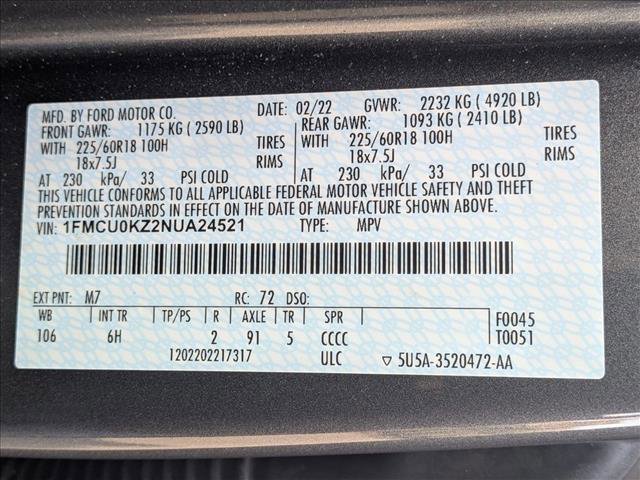 MFD. BY FORD MOTOR CO. DATE: 02/22 GVWR: 2232 KG ( 4920 LB)
FRONT GAWR: 1175 KG ( 2590 LB) REAR GAWR: 1093 KG ( 2410 LB)
WITH 225/60R18 100H TIRES WITH 225/60R18 100H TIRES
18x7.5J RIMS 18x7.5J RIMS
AT 230 kPa/ 33 PSI COLD AT 230 kPa/ 33 PSI COLD
THIS VEHICLE CONFORMS TO ALL APPLICABLE FEDERAL MOTOR VEHICLE SAFETY AND THEFT
PREVENTION STANDARDS IN EFFECT ON THE DATE OF MANUFACTURE SHOWN ABOVE.
VIN: 1FMCU0KZ2NUA24521 TYPE: MPV
EXT PNT: M7 RC: 72 DSO:
WB INT TR TP/PS R AXLE TR SPR F0045
106 6H 2 91 5 CCCC T0051
1202202217317 ULC ▽ 5U5A-3520472-AA